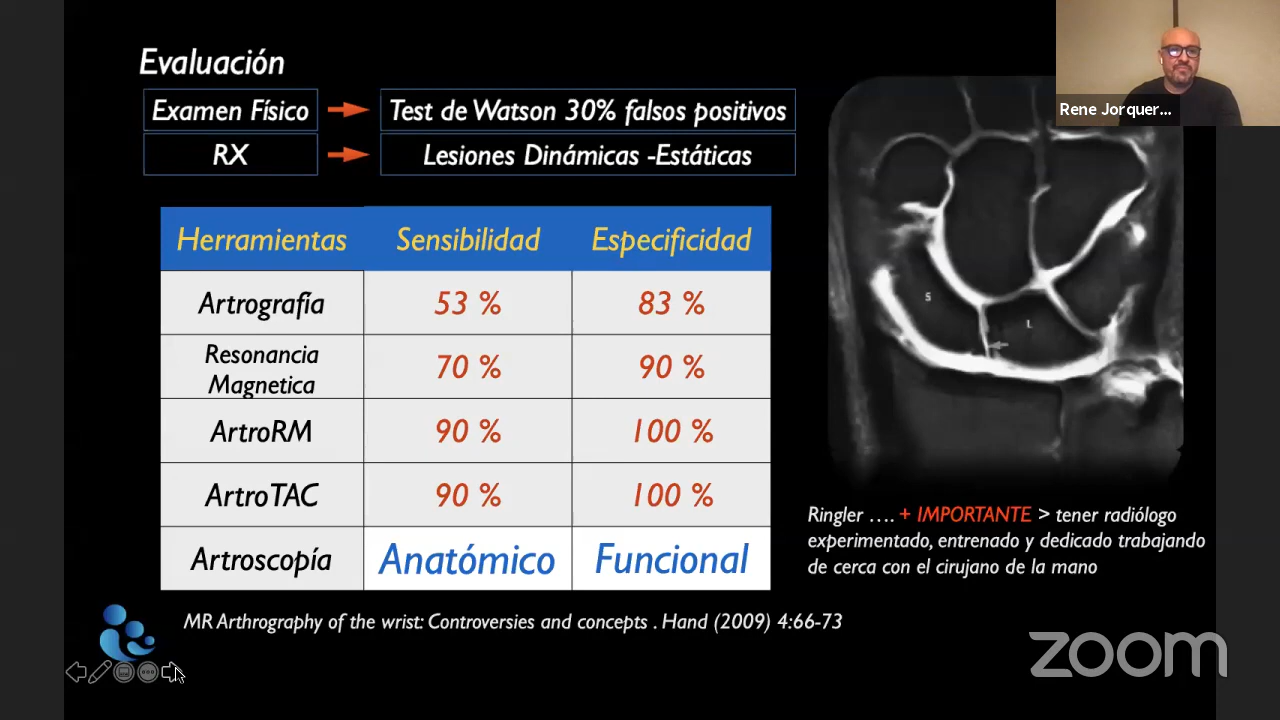 Evaluación
Examen Físico
Test de Watson 30% falsos positivos
RX
Lesiones Dinámicas -Estáticas
Herramientas Sensibilidad Especificidad
Artrografía 53 % 83 %
Resonancia
Magnetica
70 % 90 %
ArtroRM 90 % 100 %
ArtroTAC 90 % 100 %
Artroscopía Anatómico Funcional
MR Arthrography of the wrist: Controversies and concepts . Hand (2009) 4:66-73
Rene Jorquer...
S
L
Ringler .... + IMPORTANTE > tener radiólogo
experimentado, entrenado y dedicado trabajando
de cerca con el cirujano de la mano
zoom